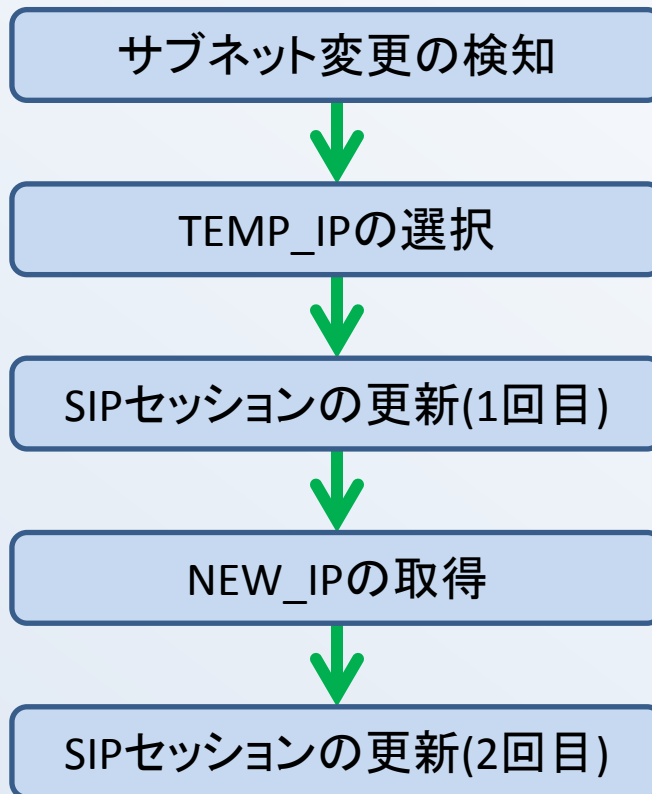 サブネット変更の検知
TEMP_IPの選択
SIPセッションの更新(1回目)
NEW_IPの取得
SIPセッションの更新(2回目)